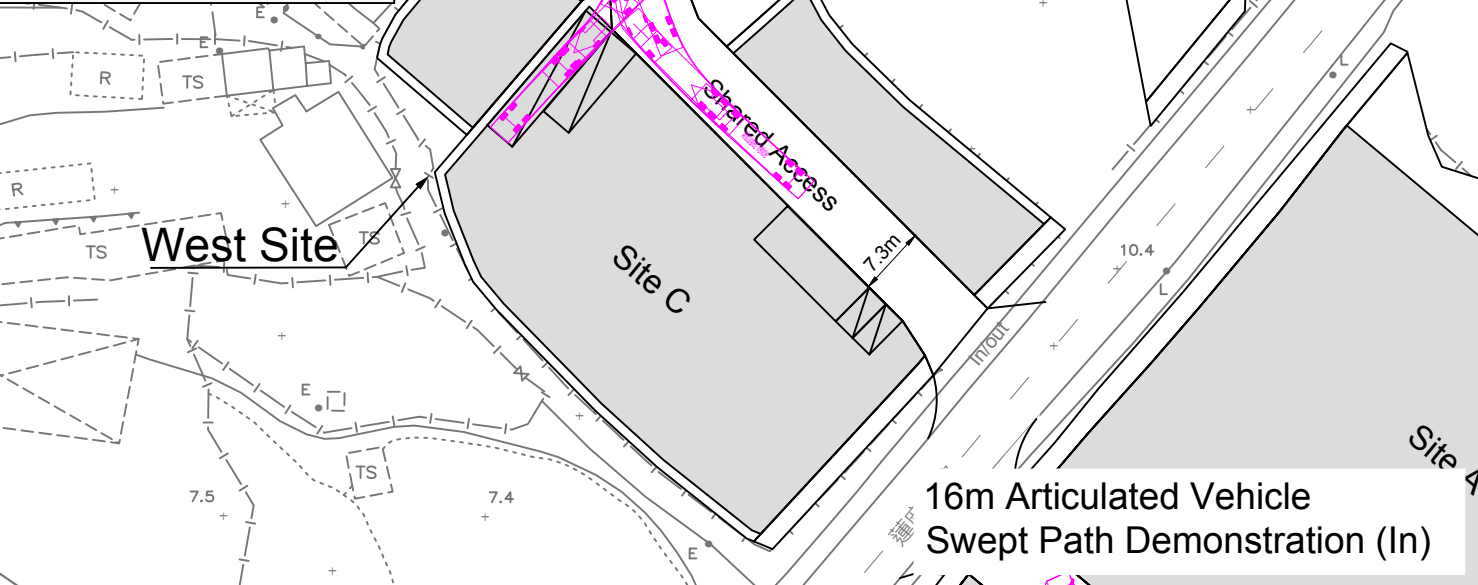 E
E
L
R
TS
Shared Access
R
West Site
TS
TS
7.3m
10.4
Site C
L
In/out
E
Site A
TS
7.5
7.4
16m Articulated Vehicle
Swept Path Demonstration (In)
E